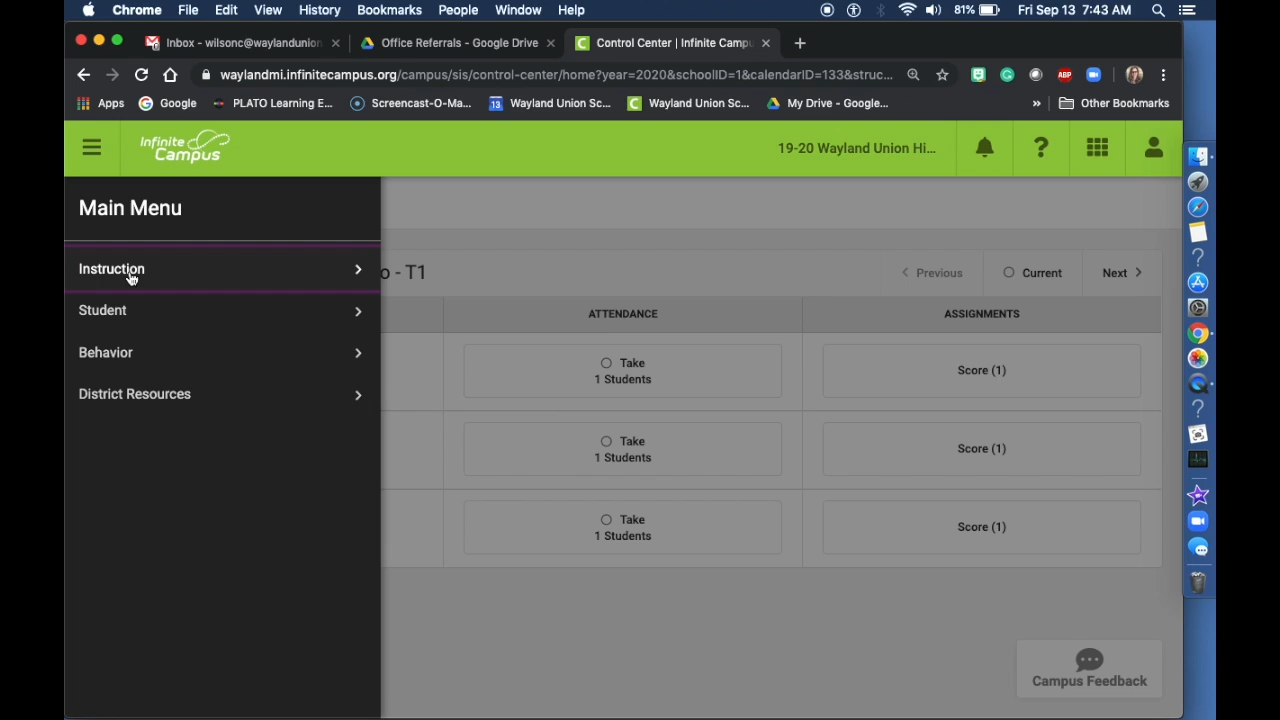 Chrome File Edit View History Bookmarks People Window Help 81% Fri Sep 13 7:43 AM
Inbox - wilsonc@waylandunion Office Referrals - Google Drive Control Center | Infinite Camp
waylandmi.infinitecampus.org/campus/sis/control-center/home?year=2020&schoolID=1&calendarID=133&struc... ABP
Apps Google PLATO Learning E... Screencast-O-Ma... 13 Wayland Union Sc... Wayland Union Sc... My Drive - Google... » Other Bookmarks
Infinite Campus 19-20 Wayland Union Hi... ?
Main Menu
Instruction
Student
Behavior
District Resources
o - T1 Previous Current Next
ATTENDANCE ASSIGNMENTS
Take
1 Students
Score (1)
Take
1 Students
Score (1)
Take
1 Students
Score (1)
Campus Feedback